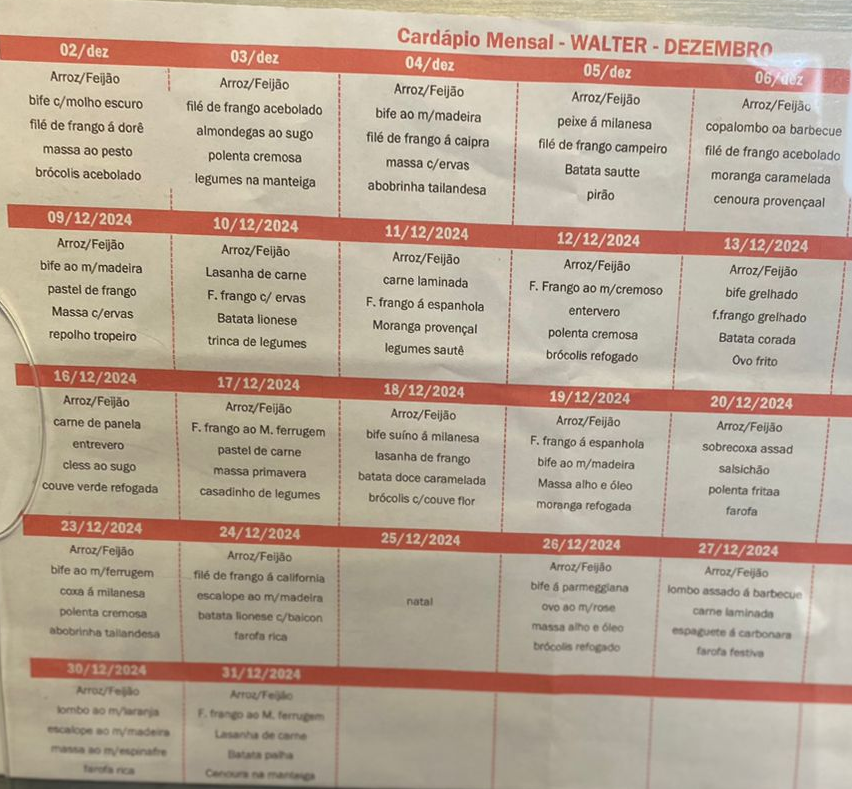 Cardápio Mensal - WALTER - DEZEMBRO
02/dez
Arroz/Feijão
bife c/molho escuro
filé de frango á dorê
massa ao pesto
brócolis acebolado
03/dez
Arroz/Feijão
filé de frango acebolado
almondegas ao sugo
polenta cremosa
legumes na manteiga
04/dez
Arroz/Feijão
bife ao m/madeira
filé de frango á caipra
massa c/ervas
abobrinha tailandesa
05/dez
Arroz/Feijão
peixe á milanesa
filé de frango campeiro
Batata sautte
pirão
06/dez
Arroz/Feijão
copalombo oa barbecue
filé de frango acebolado
moranga caramelada
cenoura provençaal
09/12/2024
Arroz/Feijão
bife ao m/madeira
pastel de frango
Massa c/ervas
repolho tropeiro
10/12/2024
Arroz/Feijão
Lasanha de carne
F. frango c/ ervas
Batata lionese
trinca de legumes
11/12/2024
Arroz/Feijão
carne laminada
F. frango á espanhola
Moranga provençal
legumes sautê
12/12/2024
Arroz/Feijão
F. Frango ao m/cremoso
entervero
polenta cremosa
brócolis refogado
13/12/2024
Arroz/Feijão
bife grelhado
f.frango grelhado
Batata corada
Ovo frito
16/12/2024
Arroz/Feijão
carne de panela
entrevero
cless ao sugo
couve verde refogada
17/12/2024
Arroz/Feijão
F. frango ao M. ferrugem
pastel de carne
massa primavera
casadinho de legumes
18/12/2024
Arroz/Feijão
bife suíno á milanesa
lasanha de frango
batata doce caramelada
brócolis c/couve flor
19/12/2024
Arroz/Feijão
F. frango á espanhola
bife ao m/madeira
Massa alho e óleo
moranga refogada
20/12/2024
Arroz/Feijão
sobrecoxa assad
salsichão
polenta fritaa
farofa
23/12/2024
Arroz/Feijão
bife ao m/ferrugem
coxa á milanesa
polenta cremosa
abobrinha tailandesa
24/12/2024
Arroz/Feijão
filé de frango á california
escalope ao m/madeira
batata lionese c/baicon
farofa rica
25/12/2024
natal
26/12/2024
Arroz/Feijão
bife á parmeggiana
ovo ao m/rose
massa alho e óleo
brócolis refogado
27/12/2024
Arroz/Feijão
lombo assado á barbecue
carne laminada
espaguete á carbonara
farofa festiva
30/12/2024
Arroz/Feijão
lombo ao m/laranja
escalope ao m/madeira
massa ao m/espinafre
farofa rica
31/12/2024
Arroz/Feijão
F. frango ao M. ferrugem
Lasanha de carne
Batata palha
Cenoura na manteiga